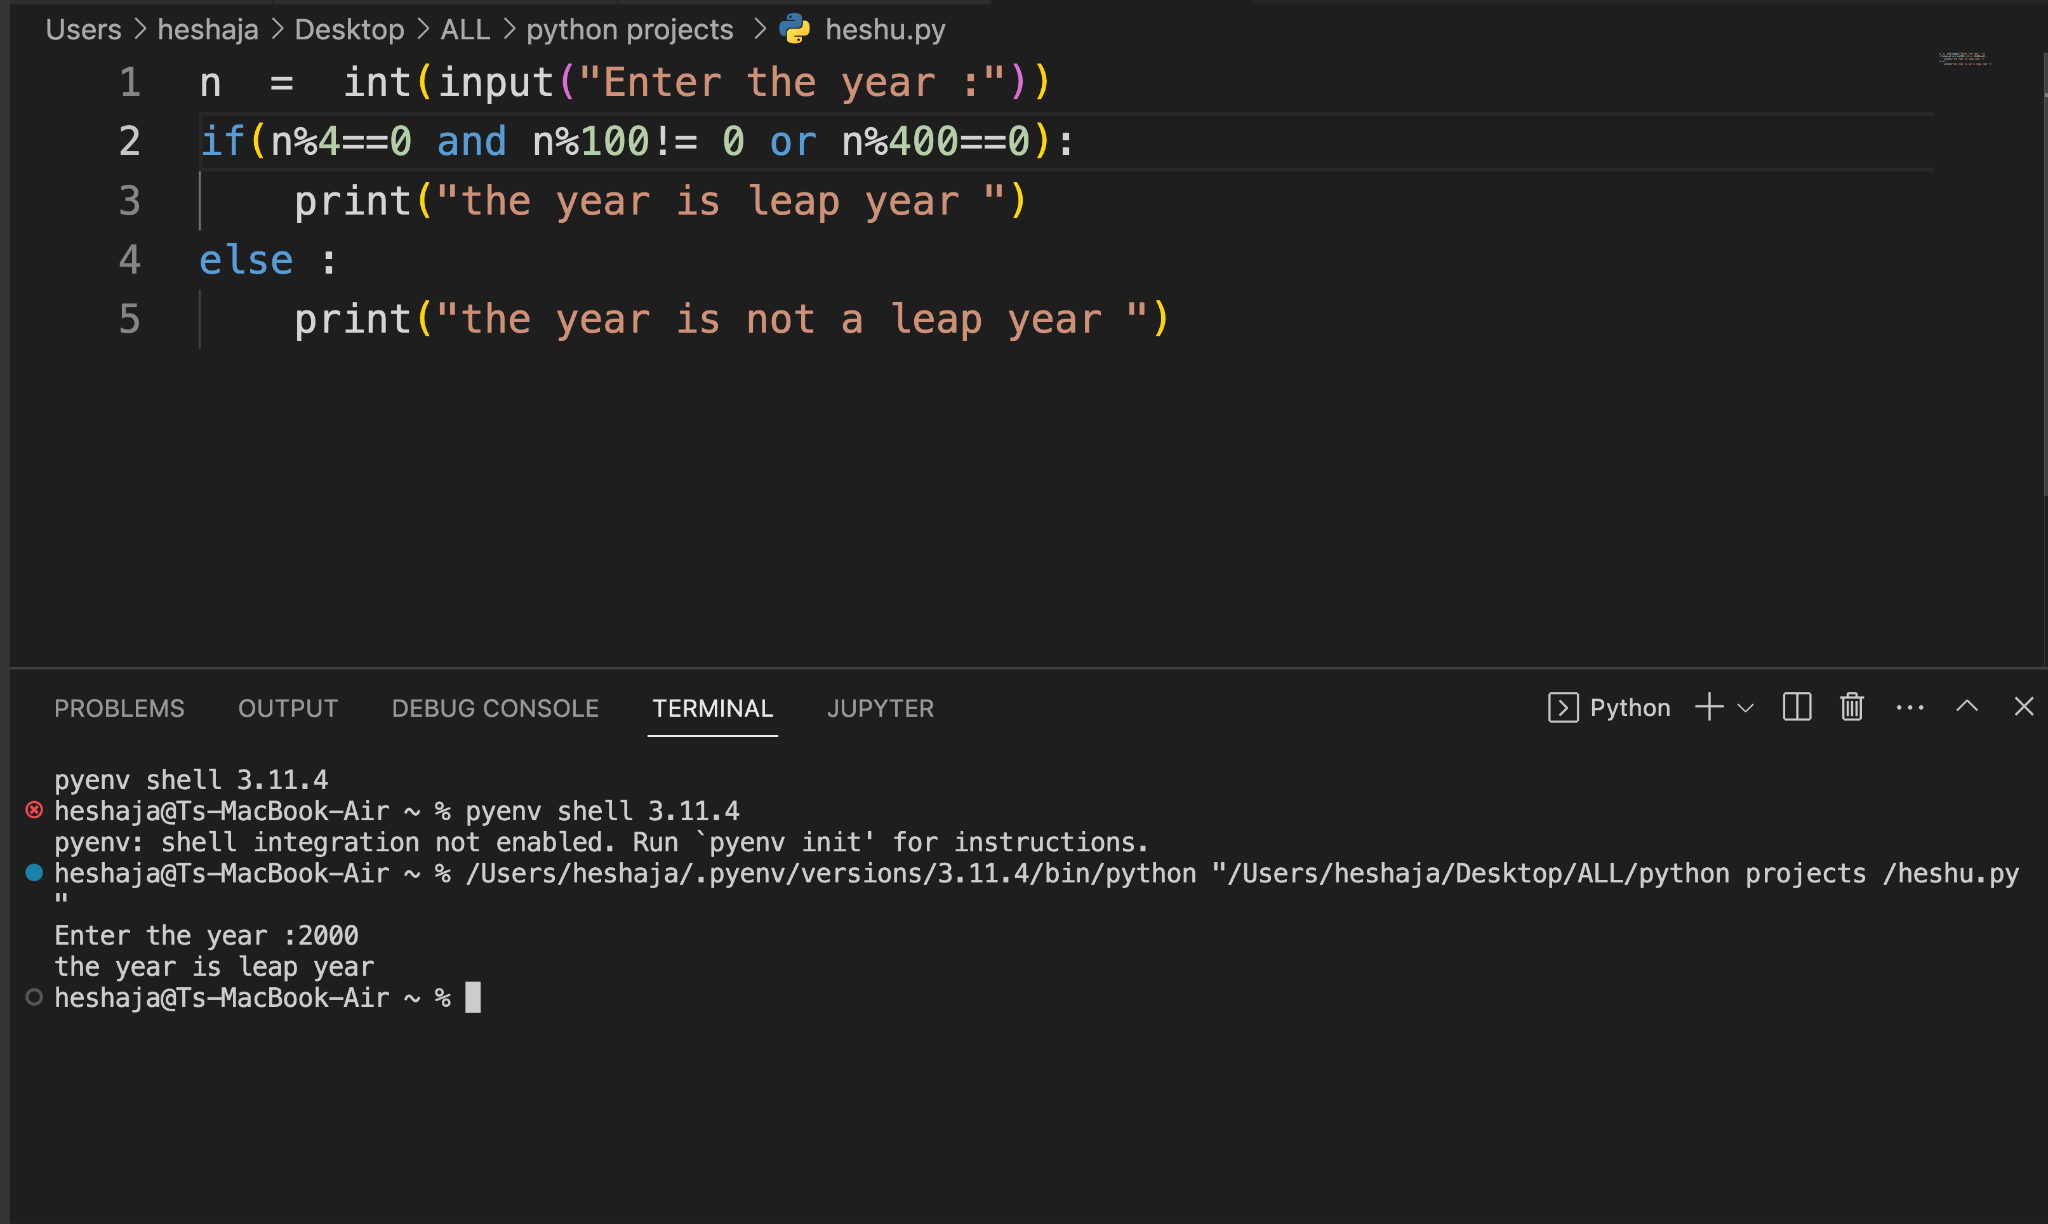 Users > heshaja > Desktop > ALL > python projects > heshu.py
1 n  =  int(input("Enter the year :"))
2 if(n%4==0 and n%100!= 0 or n%400==0):
3     print("the year is leap year ")
4 else :
5     print("the year is not a leap year ")
PROBLEMS OUTPUT DEBUG CONSOLE TERMINAL JUPYTER Python
pyenv shell 3.11.4
heshaja@Ts-MacBook-Air ~ % pyenv shell 3.11.4
pyenv: shell integration not enabled. Run `pyenv init' for instructions.
heshaja@Ts-MacBook-Air ~ % /Users/heshaja/.pyenv/versions/3.11.4/bin/python "/Users/heshaja/Desktop/ALL/python projects /heshu.py
"
Enter the year :2000
the year is leap year
heshaja@Ts-MacBook-Air ~ %